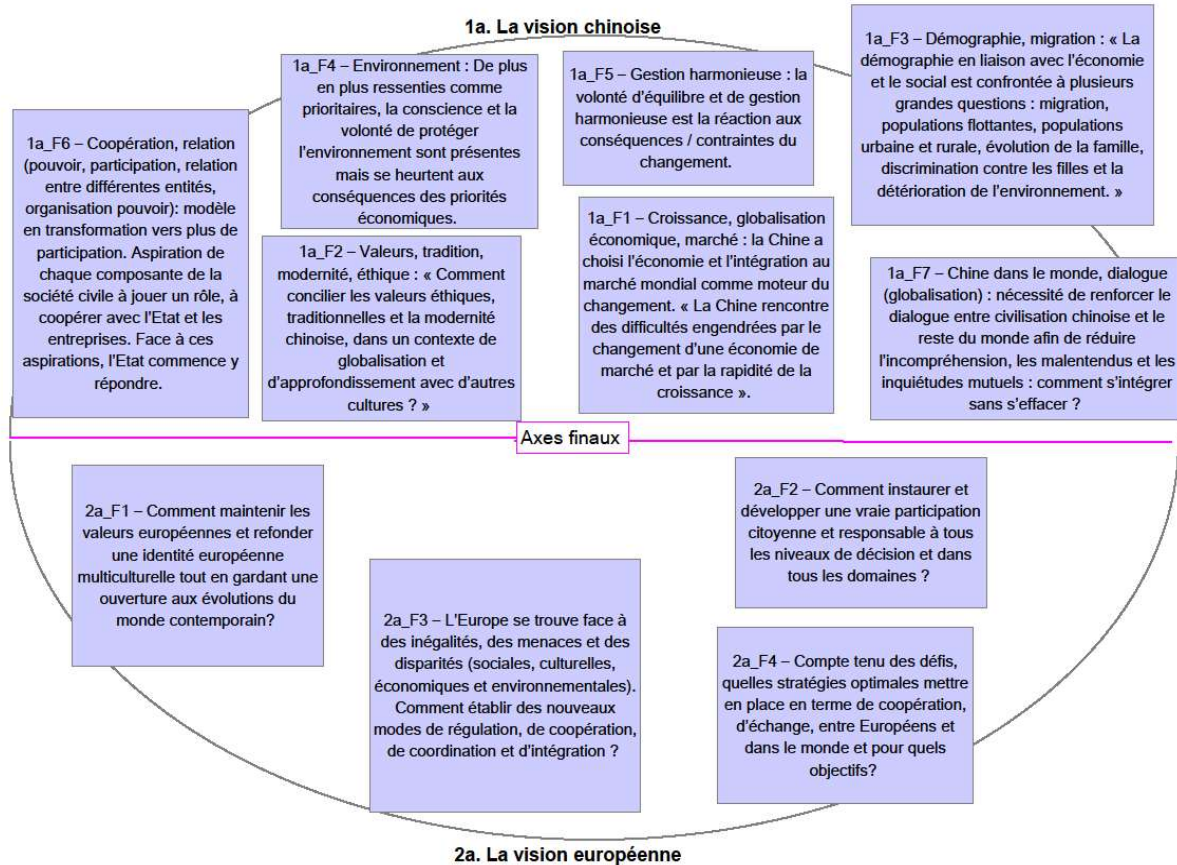 1a. La vision chinoise
1a_F6 – Coopération, relation
(pouvoir, participation, relation
entre différentes entités,
organisation pouvoir): modèle
en transformation vers plus de
participation. Aspiration de
chaque composante de la
société civile à jouer un rôle, à
coopérer avec l'Etat et les
entreprises. Face à ces
aspirations, l'Etat commence y
répondre.
1a_F4 – Environnement : De plus
en plus ressenties comme
prioritaires, la conscience et la
volonté de protéger
l'environnement sont présentes
mais se heurtent aux
conséquences des priorités
économiques.
1a_F2 – Valeurs, tradition,
modernité, éthique : « Comment
concilier les valeurs éthiques,
traditionnelles et la modernité
chinoise, dans un contexte de
globalisation et
d'approfondissement avec d'autres
cultures ? »
1a_F5 – Gestion harmonieuse : la
volonté d'équilibre et de gestion
harmonieuse est la réaction aux
conséquences / contraintes du
changement.
1a_F1 – Croissance, globalisation
économique, marché : la Chine a
choisi l'économie et l'intégration au
marché mondial comme moteur du
changement. « La Chine rencontre
des difficultés engendrées par le
changement d'une économie de
marché et par la rapidité de la
croissance ».
1a_F3 – Démographie, migration : « La
démographie en liaison avec l'économie
et le social est confrontée à plusieurs
grandes questions : migration,
populations flottantes, populations
urbaine et rurale, évolution de la famille,
discrimination contre les filles et la
détérioration de l'environnement. »
1a_F7 – Chine dans le monde, dialogue
(globalisation) : nécessité de renforcer le
dialogue entre civilisation chinoise et le
reste du monde afin de réduire
l'incompréhension, les malentendus et les
inquiétudes mutuels : comment s'intégrer
sans s'effacer ?
Axes finaux
2a_F1 – Comment maintenir les
valeurs européennes et refonder
une identité européenne
multiculturelle tout en gardant une
ouverture aux évolutions du
monde contemporain?
2a_F3 – L'Europe se trouve face à
des inégalités, des menaces et des
disparités (sociales, culturelles,
économiques et environnementales).
Comment établir des nouveaux
modes de régulation, de coopération,
de coordination et d'intégration ?
2a_F2 – Comment instaurer et
développer une vraie participation
citoyenne et responsable à tous
les niveaux de décision et dans
tous les domaines ?
2a_F4 – Compte tenu des défis,
quelles stratégies optimales mettre
en place en terme de coopération,
d'échange, entre Européens et
dans le monde et pour quels
objectifs?
2a. La vision européenne